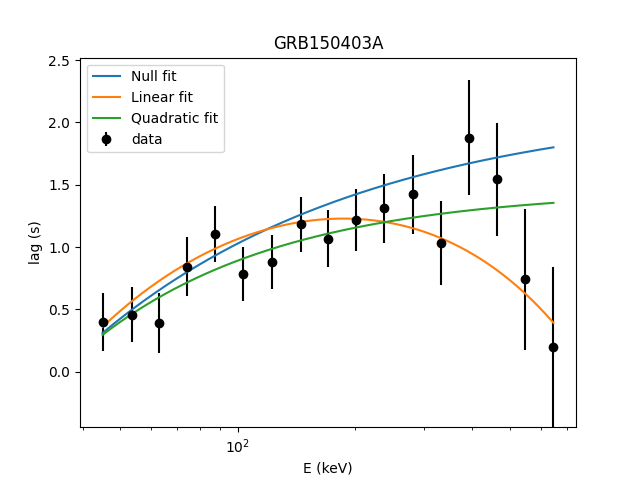 GRB150403A
2.5
2.0
1.5
1.0
0.5
0.0
lag (s)
Null fit
Linear fit
Quadratic fit
data
10²
E (keV)